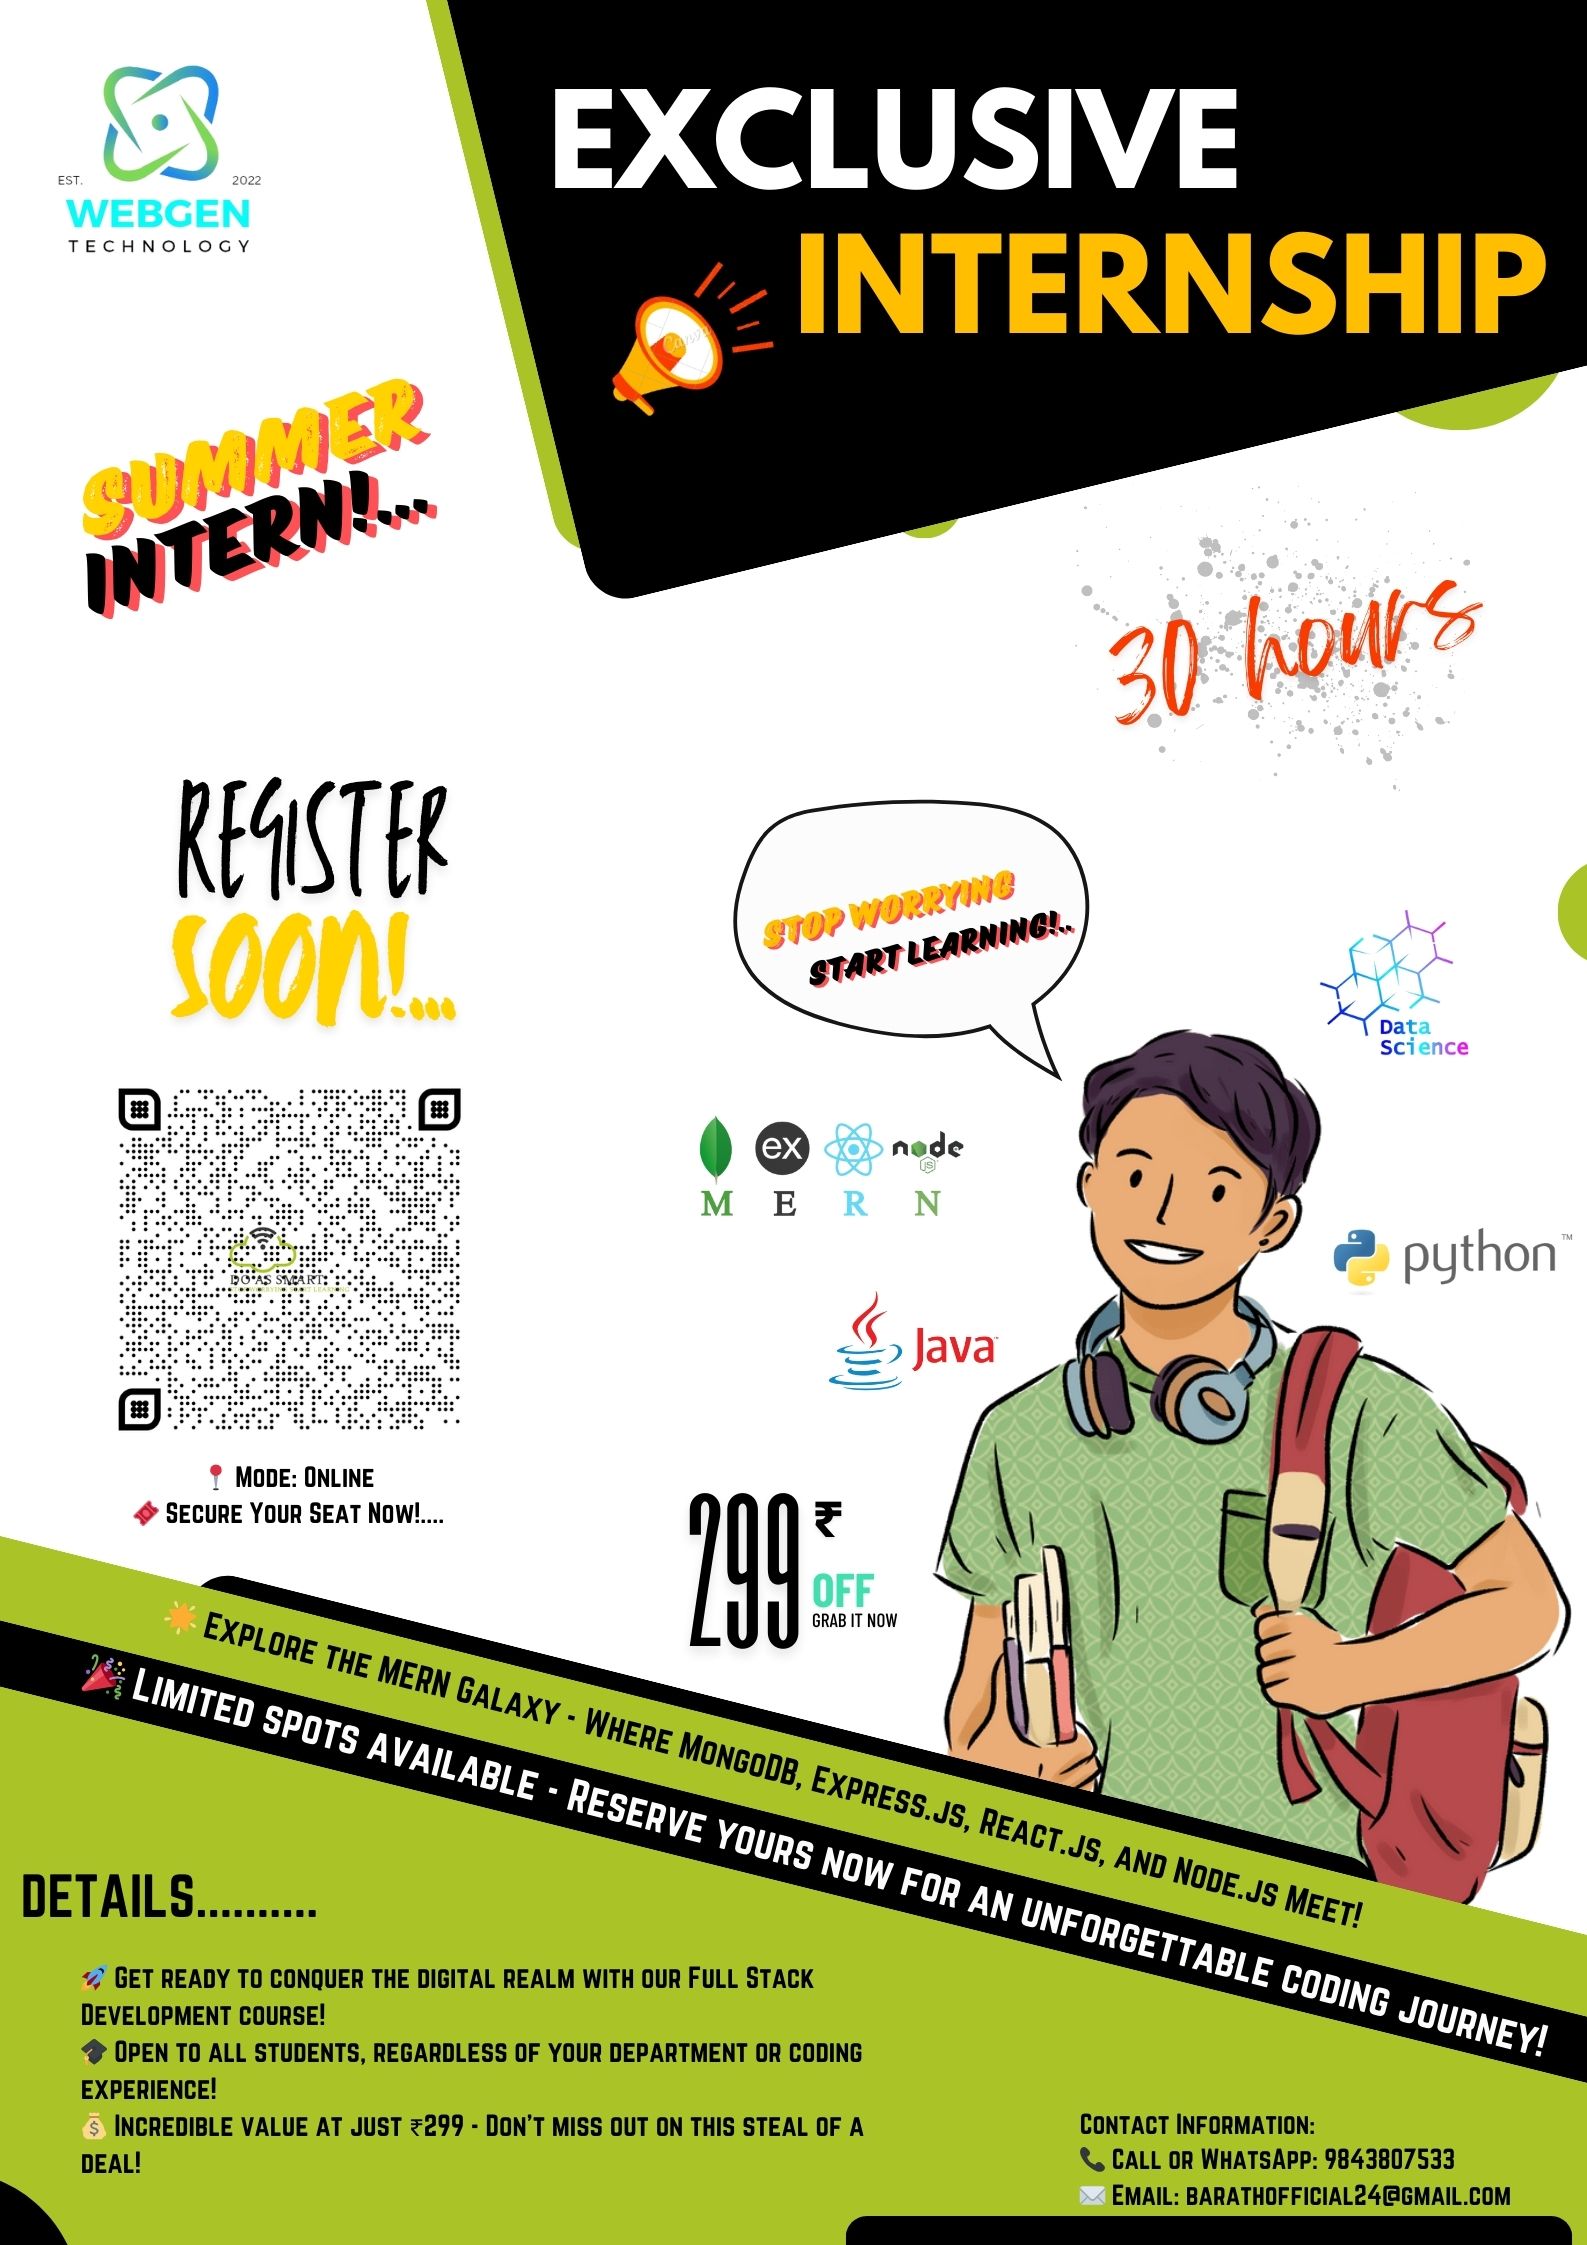 EXCLUSIVE
INTERNSHIP
EST. 2022
WEBGEN
TECHNOLOGY
Canva
SUMMER
INTERN!...
30 hours
REGISTER
SOON!...
STOP WORRYING
START LEARNING!..
Data
Science
ex
node
JS
M E R N
python™
Java
DO AS SMART
📍 Mode: Online
🎟️ Secure Your Seat Now!....
299 ₹
OFF
GRAB IT NOW
🌟 Explore the MERN Galaxy - Where MongoDB, Express.js, React.js, and Node.js Meet!
🎉 Limited spots available - Reserve yours now for an unforgettable coding journey!
DETAILS..........
🚀 Get ready to conquer the digital realm with our Full Stack
Development course!
🎓 Open to all students, regardless of your department or coding
experience!
💰 Incredible value at just ₹299 - Don't miss out on this steal of a
deal!
Contact Information:
📞 Call or WhatsApp: 9843807533
✉️ Email: barathofficial24@gmail.com